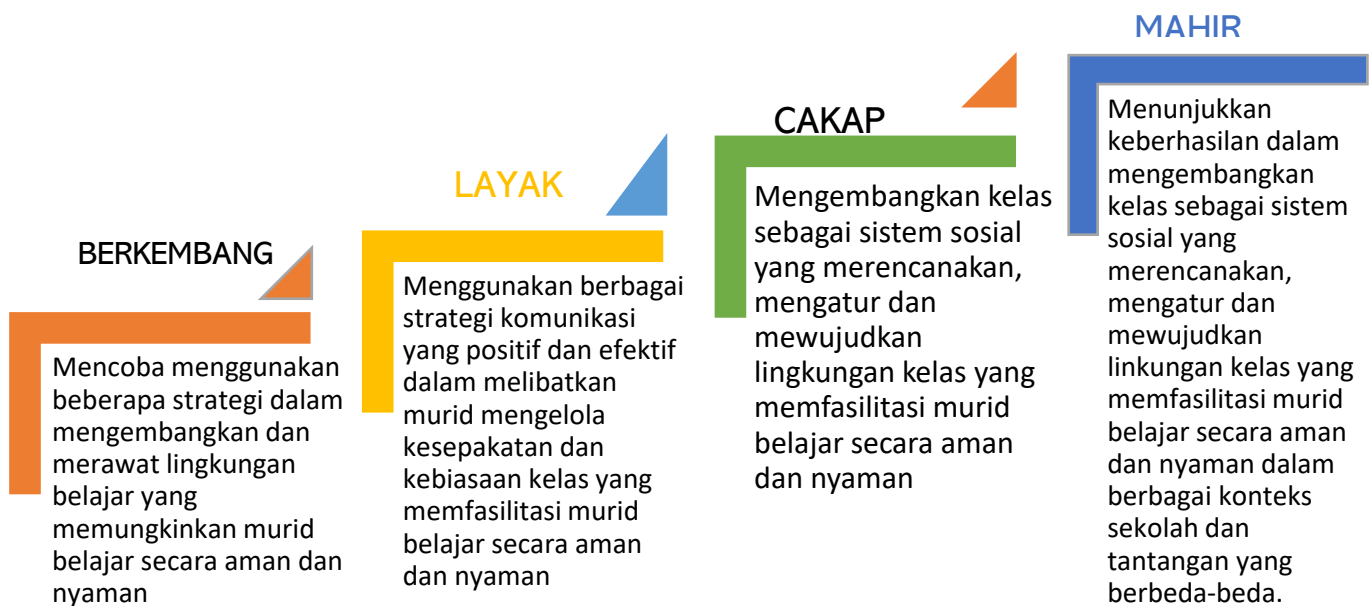 BERKEMBANG
Mencoba menggunakan
beberapa strategi dalam
mengembangkan dan
merawat lingkungan
belajar yang
memungkinkan murid
belajar secara aman dan
nyaman
LAYAK
Menggunakan berbagai
strategi komunikasi
yang positif dan efektif
dalam melibatkan
murid mengelola
kesepakatan dan
kebiasaan kelas yang
memfasilitasi murid
belajar secara aman
dan nyaman
CAKAP
Mengembangkan kelas
sebagai sistem sosial
yang merencanakan,
mengatur dan
mewujudkan
lingkungan kelas yang
memfasilitasi murid
belajar secara aman
dan nyaman
MAHIR
Menunjukkan
keberhasilan dalam
mengembangkan
kelas sebagai sistem
sosial yang
merencanakan,
mengatur dan
mewujudkan
linkungan kelas yang
memfasilitasi murid
belajar secara aman
dan nyaman dalam
berbagai konteks
sekolah dan
tantangan yang
berbeda-beda.